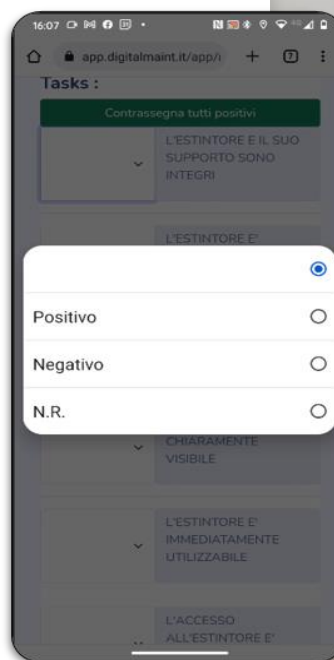 16:07
app.digitalmaint.it/app/i
Tasks :
Contrassegna tutti positivi
L'ESTINTORE E IL SUO
SUPPORTO SONO
INTEGRI
L'ESTINTORE E'
Positivo
Negativo
N.R.
CHIARAMENTE
VISIBILE
L'ESTINTORE E'
IMMEDIATAMENTE
UTILIZZABILE
L'ACCESSO
ALL'ESTINTORE E'